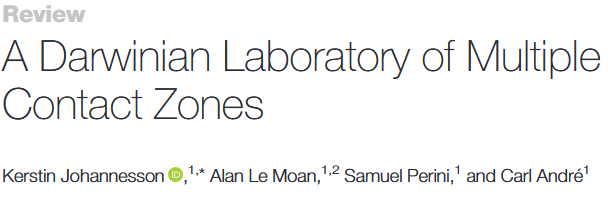 Review
A Darwinian Laboratory of Multiple
Contact Zones
Kerstin Johannesson iD,1,* Alan Le Moan,1,2 Samuel Perini,1 and Carl André1